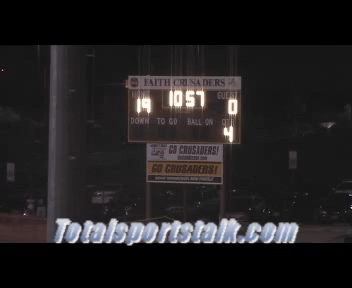 FAITH CRUSADERS
GUEST
19 10:57 0
DOWN TO GO BALL ON QTR
4
GO CRUSADERS!
GO CRUSADERS!
Totalsportstalk.com